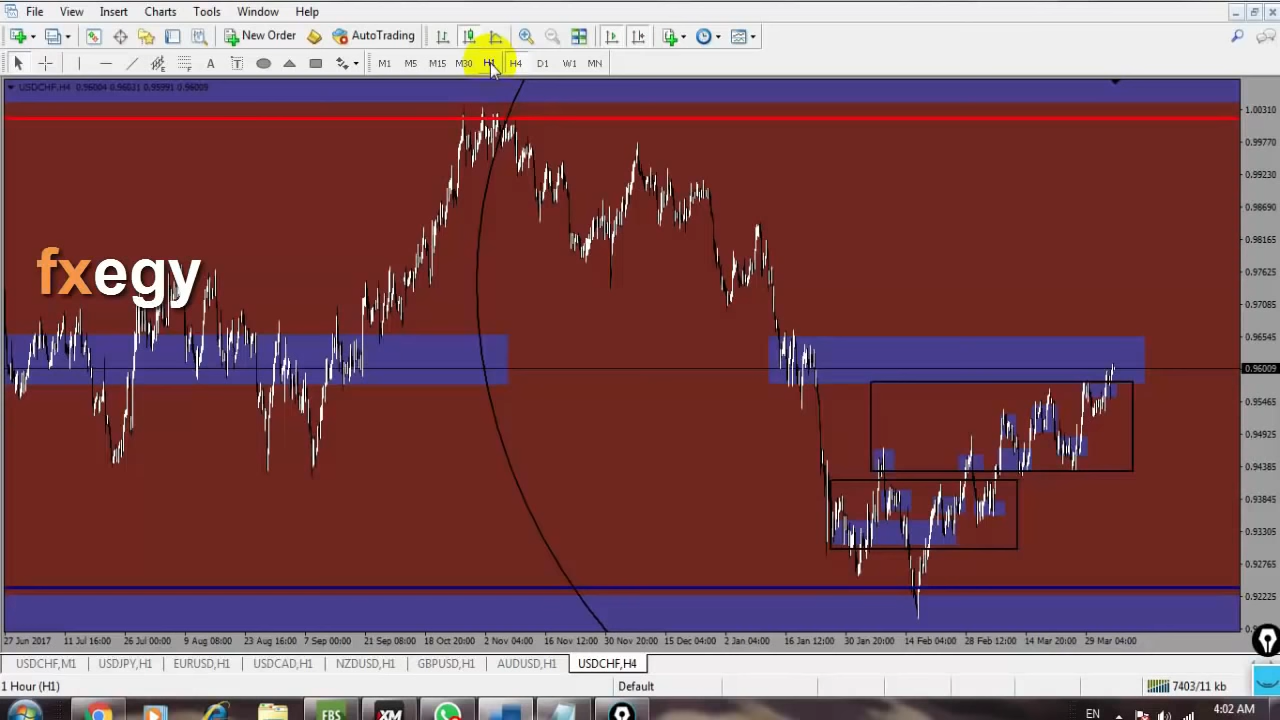 File View Insert Charts Tools Window Help
New Order AutoTrading
A T M1 M5 M15 M30 H1 H4 D1 W1 MN
USDCHF,H4 0.96004 0.96031 0.95991 0.96009
1.00310
0.99770
0.99230
0.98690
0.98165
fxegy
0.97625
0.97085
0.96545
0.96009
0.95465
0.94925
0.94385
0.93845
0.93305
0.92765
0.92225
27 Jun 2017 11 Jul 16:00 26 Jul 00:00 9 Aug 08:00 23 Aug 16:00 7 Sep 00:00 21 Sep 08:00 18 Oct 20:00 2 Nov 04:00 16 Nov 12:00 30 Nov 20:00 15 Dec 04:00 2 Jan 04:00 16 Jan 12:00 30 Jan 20:00 14 Feb 04:00 28 Feb 12:00 14 Mar 20:00 29 Mar 04:00
USDCHF,M1 USDJPY,H1 EURUSD,H1 USDCAD,H1 NZDUSD,H1 GBPUSD,H1 AUDUSD,H1 USDCHF,H4
1 Hour (H1) Default 7403/11 kb
FBS XM EN 4:02 AM